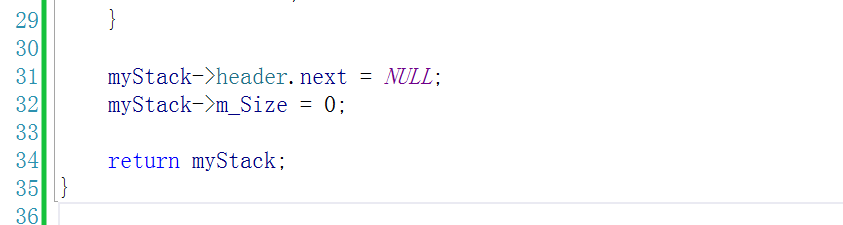 29 }
30
31 myStack->header.next = NULL;
32 myStack->m_Size = 0;
33
34 return myStack;
35 }
36